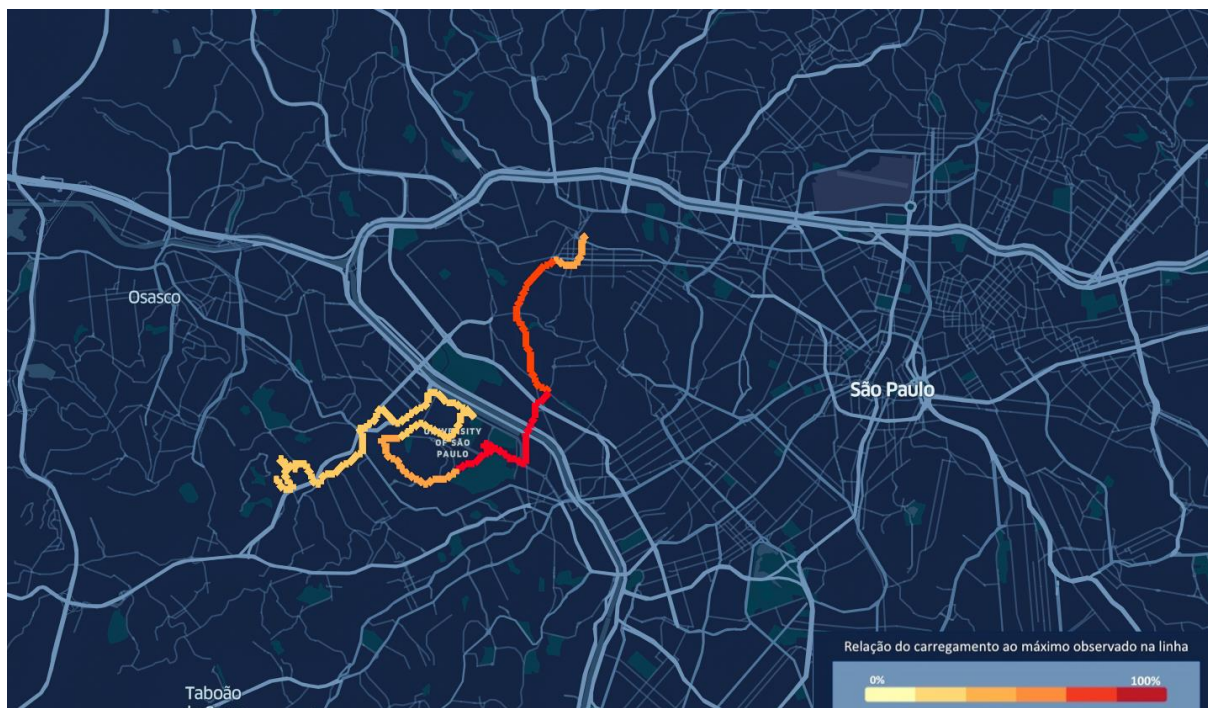 Osasco
São Paulo
UNIVERSITY
OF SÃO
PAULO
Taboão
Relação do carregamento ao máximo observado na linha
0%
100%